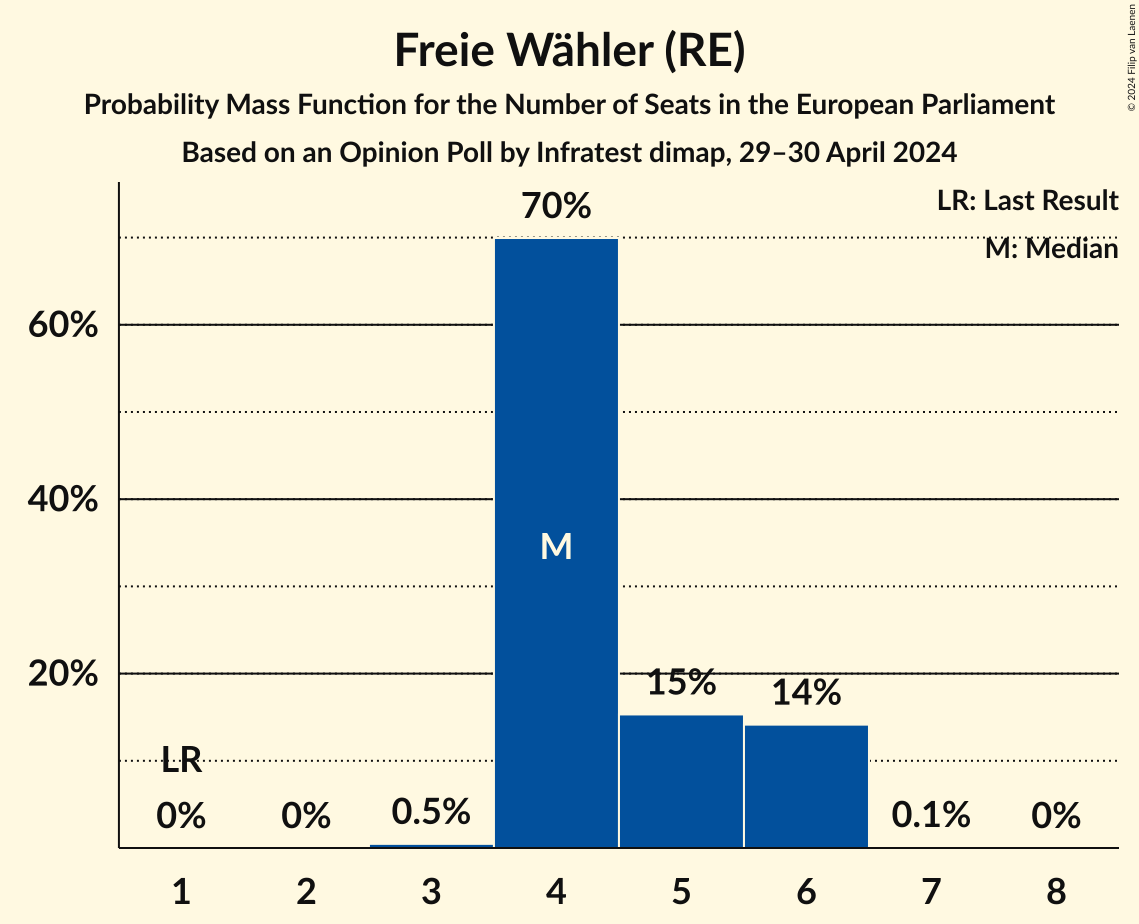 Freie Wähler (RE)
Probability Mass Function for the Number of Seats in the European Parliament
Based on an Opinion Poll by Infratest dimap, 29–30 April 2024
© 2024 Filip van Laenen
LR: Last Result
M: Median
70%
60%
40%
20%
M
15%
14%
LR
0%
0%
0.5%
0.1%
0%
1 2 3 4 5 6 7 8